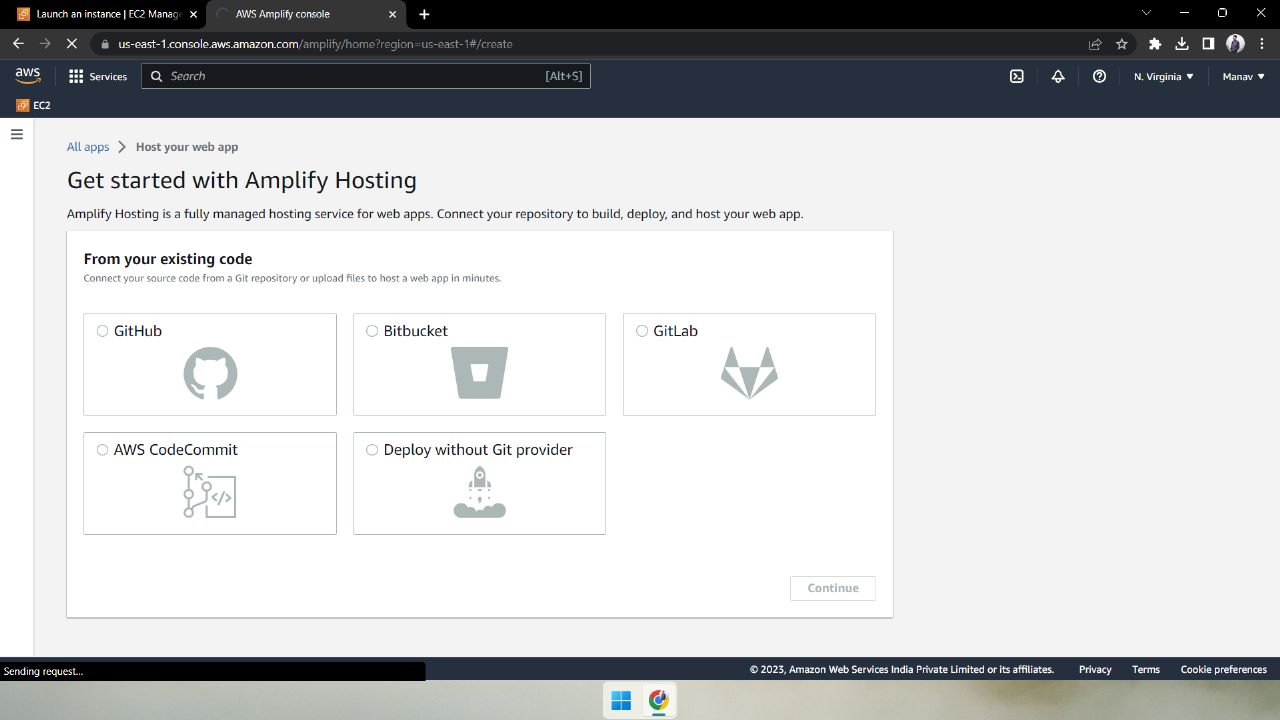 Launch an instance | EC2 Manage
AWS Amplify console
us-east-1.console.aws.amazon.com/amplify/home?region=us-east-1#/create
aws
Services
Search
[Alt+S]
N. Virginia
Manav
EC2
All apps
Host your web app
Get started with Amplify Hosting
Amplify Hosting is a fully managed hosting service for web apps. Connect your repository to build, deploy, and host your web app.
From your existing code
Connect your source code from a Git repository or upload files to host a web app in minutes.
GitHub
Bitbucket
GitLab
AWS CodeCommit
Deploy without Git provider
Continue
Sending request...
© 2023, Amazon Web Services India Private Limited or its affiliates.
Privacy
Terms
Cookie preferences